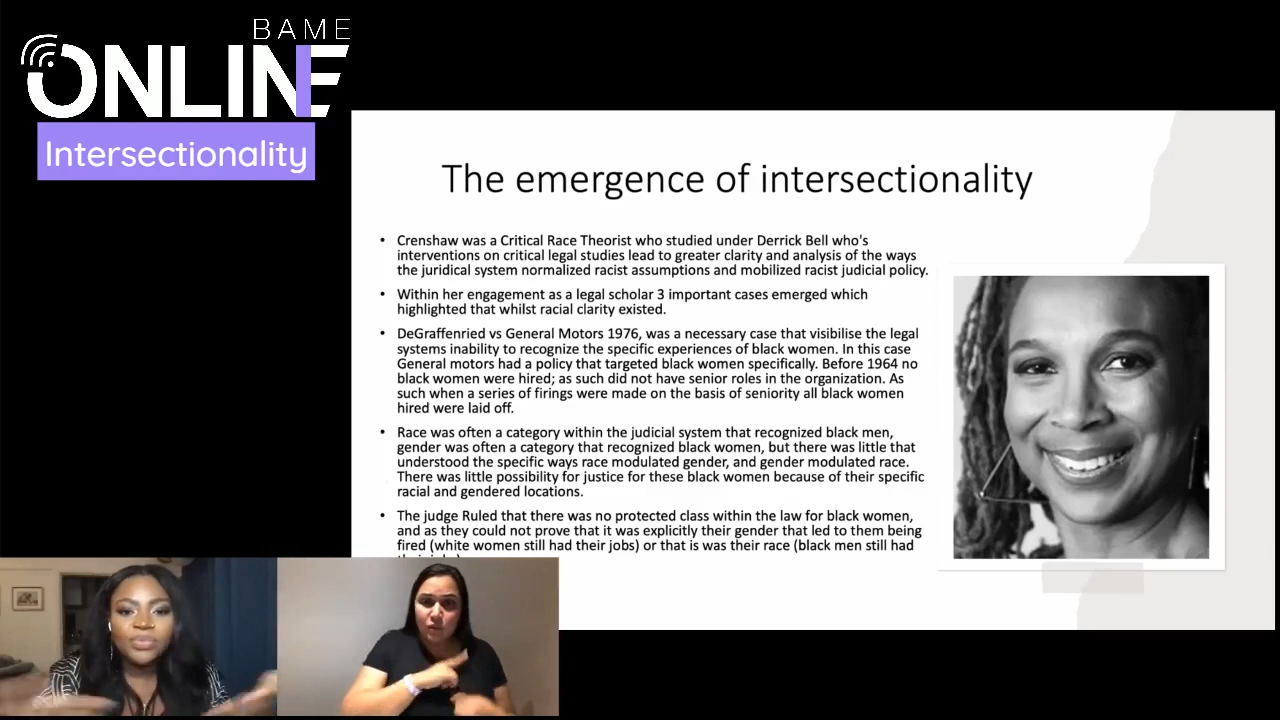 BAME
ONLINE
Intersectionality
The emergence of intersectionality
• Crenshaw was a Critical Race Theorist who studied under Derrick Bell who's
interventions on critical legal studies lead to greater clarity and analysis of the ways
the juridical system normalized racist assumptions and mobilized racist judicial policy.
• Within her engagement as a legal scholar 3 important cases emerged which
highlighted that whilst racial clarity existed.
• DeGraffenried vs General Motors 1976, was a necessary case that visibilise the legal
systems inability to recognize the specific experiences of black women. In this case
General motors had a policy that targeted black women specifically. Before 1964 no
black women were hired; as such did not have senior roles in the organization. As
such when a series of firings were made on the basis of seniority all black women
hired were laid off.
• Race was often a category within the judicial system that recognized black men,
gender was often a category that recognized black women, but there was little that
understood the specific ways race modulated gender, and gender modulated race.
There was little possibility for justice for these black women because of their specific
racial and gendered locations.
• The judge Ruled that there was no protected class within the law for black women,
and as they could not prove that it was explicitly their gender that led to them being
fired (white women still had their jobs) or that is was their race (black men still had